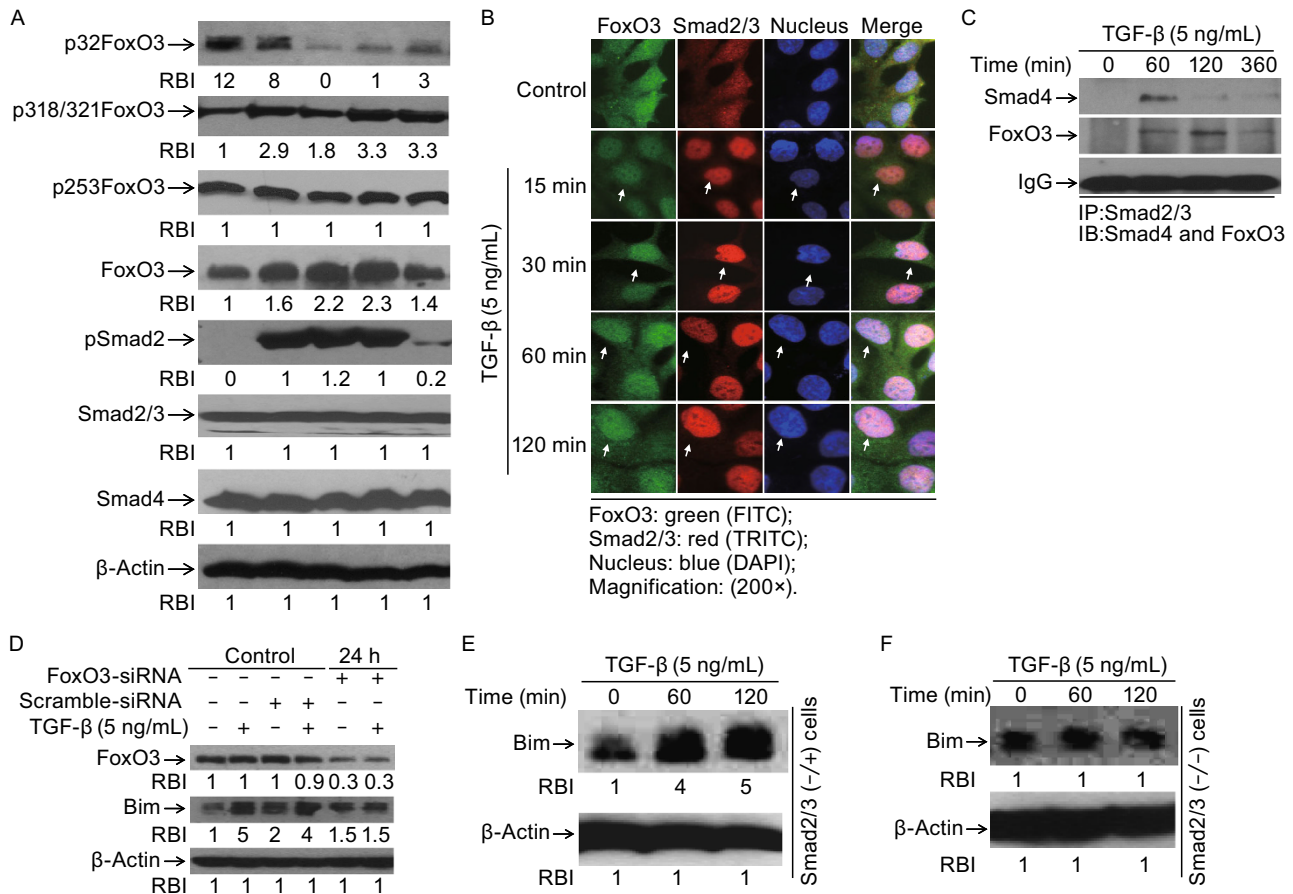 A
p32FoxO3
RBI 12 8 0 1 3
p318/321FoxO3
RBI 1 2.9 1.8 3.3 3.3
p253FoxO3
RBI 1 1 1 1 1
FoxO3
RBI 1 1.6 2.2 2.3 1.4
pSmad2
RBI 0 1 1.2 1 0.2
Smad2/3
RBI 1 1 1 1 1
Smad4
RBI 1 1 1 1 1
β-Actin
RBI 1 1 1 1 1
B
FoxO3 Smad2/3 Nucleus Merge
Control
TGF-β (5 ng/mL)
15 min
30 min
60 min
120 min
FoxO3: green (FITC);
Smad2/3: red (TRITC);
Nucleus: blue (DAPI);
Magnification: (200×).
C
TGF-β (5 ng/mL)
Time (min) 0 60 120 360
Smad4
FoxO3
IgG
IP:Smad2/3
IB:Smad4 and FoxO3
D
Control 24 h
FoxO3-siRNA − − − − + +
Scramble-siRNA − − + + − −
TGF-β (5 ng/mL) − + − + − +
FoxO3
RBI 1 1 1 0.9 0.3 0.3
Bim
RBI 1 5 2 4 1.5 1.5
β-Actin
RBI 1 1 1 1 1 1
E
TGF-β (5 ng/mL)
Time (min) 0 60 120
Bim
RBI 1 4 5
β-Actin
RBI 1 1 1
Smad2/3 (−/+) cells
F
TGF-β (5 ng/mL)
Time (min) 0 60 120
Bim
RBI 1 1 1
β-Actin
RBI 1 1 1
Smad2/3 (−/−) cells